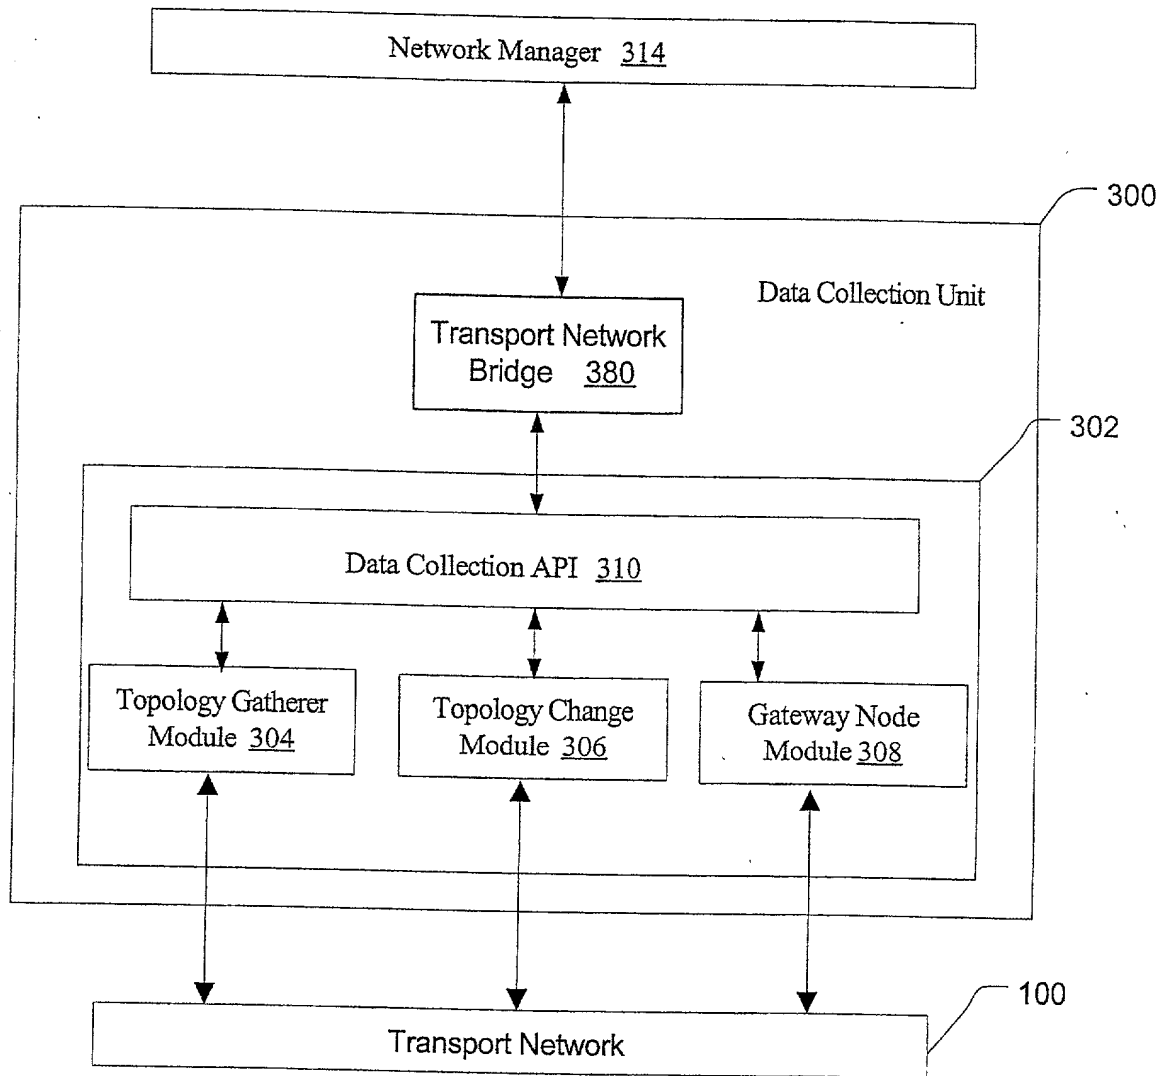 Network Manager 314
300
Data Collection Unit
Transport Network
Bridge 380
302
Data Collection API 310
Topology Gatherer
Module 304
Topology Change
Module 306
Gateway Node
Module 308
100
Transport Network